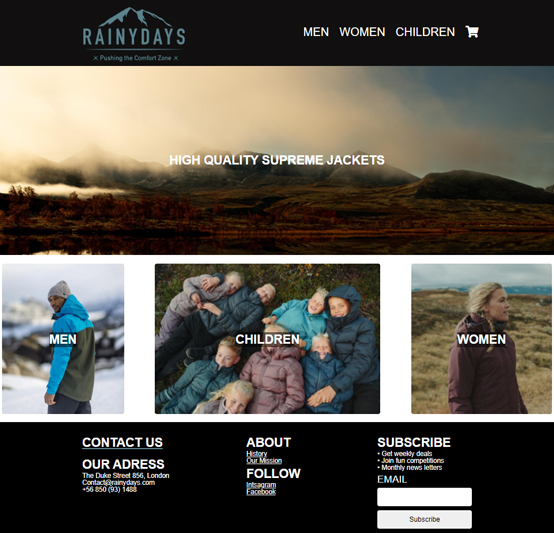 RAINYDAYS
Pushing the Comfort Zone
MEN WOMEN CHILDREN
HIGH QUALITY SUPREME JACKETS
MEN
CHILDREN
WOMEN
CONTACT US
OUR ADRESS
The Duke Street 856, London
Contact@rainydays.com
+56 850 (93) 1488
ABOUT
History
Our Mission
FOLLOW
Intsagram
Facebook
SUBSCRIBE
• Get weekly deals
• Join fun competitions
• Monthly news letters
EMAIL
Subscribe